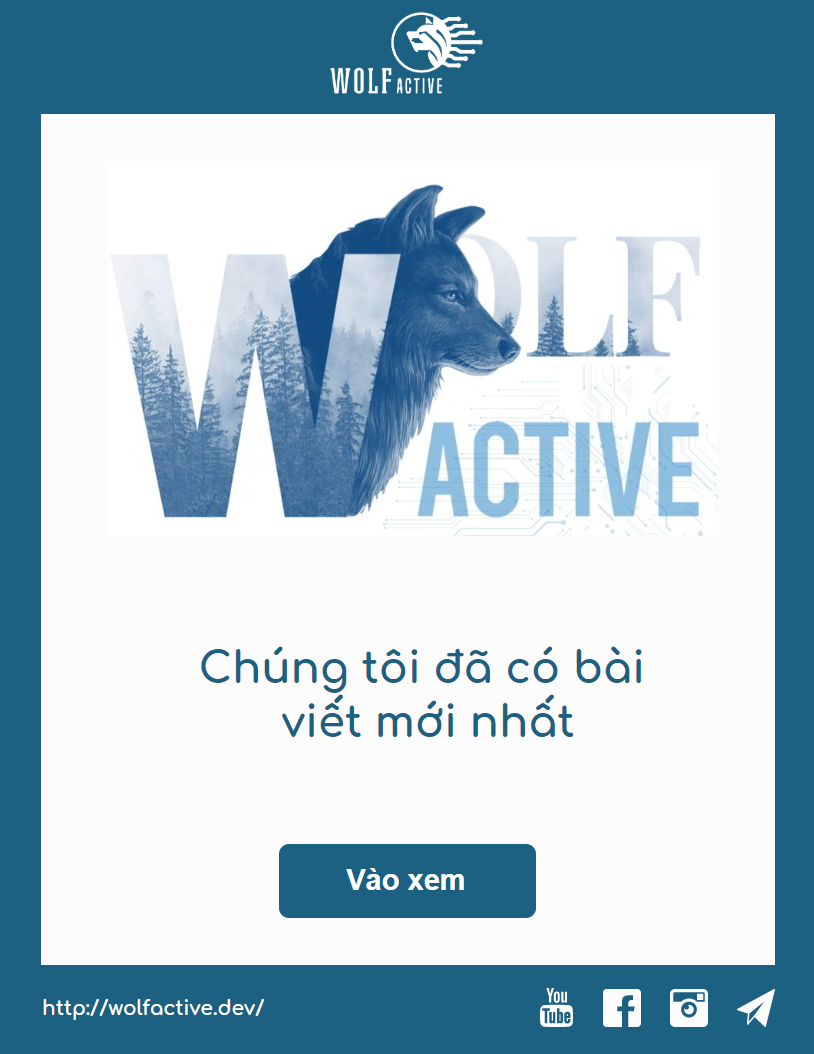 WOLF ACTIVE
WOLF
ACTIVE
Chúng tôi đã có bài
viết mới nhất
Vào xem
http://wolfactive.dev/
You
Tube